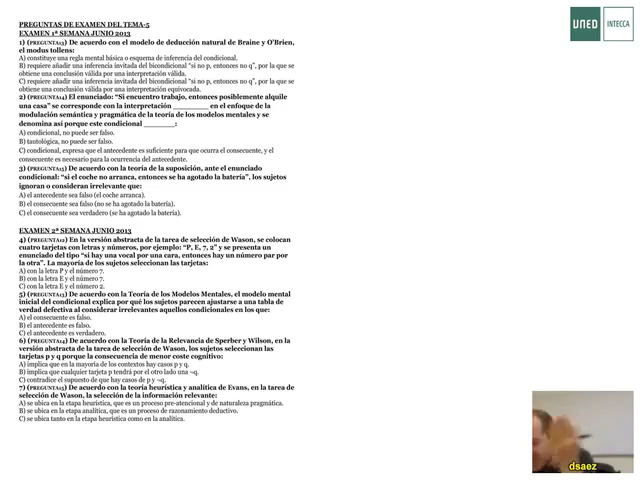 PREGUNTAS DE EXAMEN DEL TEMA-5
EXAMEN 1ª SEMANA JUNIO 2013
1) (PREGUNTA13) De acuerdo con el modelo de deducción natural de Braine y O'Brien,
el modus tollens:
A) constituye una regla mental básica o esquema de inferencia del condicional.
B) requiere añadir una inferencia invitada del bicondicional “si no p, entonces no q”, por la que se
obtiene una conclusión válida por una interpretación válida.
C) requiere añadir una inferencia invitada del bicondicional “si no p, entonces no q”, por la que se
obtiene una conclusión válida por una interpretación equivocada.
2) (PREGUNTA14) El enunciado: “Si encuentro trabajo, entonces posiblemente alquile
una casa” se corresponde con la interpretación ________ en el enfoque de la
modulación semántica y pragmática de la teoría de los modelos mentales y se
denomina así porque este condicional _______:
A) condicional, no puede ser falso.
B) tautológica, no puede ser falso.
C) condicional, expresa que el antecedente es suficiente para que ocurra el consecuente, y el
consecuente es necesario para la ocurrencia del antecedente.
3) (PREGUNTA15) De acuerdo con la teoría de la suposición, ante el enunciado
condicional: “si el coche no arranca, entonces se ha agotado la batería”, los sujetos
ignoran o consideran irrelevante que:
A) el antecedente sea falso (el coche arranca).
B) el consecuente sea falso (no se ha agotado la batería).
C) el consecuente sea verdadero (se ha agotado la batería).
EXAMEN 2ª SEMANA JUNIO 2013
4) (PREGUNTA12) En la versión abstracta de la tarea de selección de Wason, se colocan
cuatro tarjetas con letras y números, por ejemplo: “P, E, 7, 2” y se presenta un
enunciado del tipo “si hay una vocal por una cara, entonces hay un número par por
la otra”. La mayoría de los sujetos seleccionan las tarjetas:
A) con la letra P y el número 7.
B) con la letra E y el número 7.
C) con la letra E y el número 2.
5) (PREGUNTA13) De acuerdo con la Teoría de los Modelos Mentales, el modelo mental
inicial del condicional explica por qué los sujetos parecen ajustarse a una tabla de
verdad defectiva al considerar irrelevantes aquellos condicionales en los que:
A) el consecuente es falso.
B) el antecedente es falso.
C) el antecedente es verdadero.
6) (PREGUNTA14) De acuerdo con la Teoría de la Relevancia de Sperber y Wilson, en la
versión abstracta de la tarea de selección de Wason, los sujetos seleccionan las
tarjetas p y q porque la consecuencia de menor coste cognitivo:
A) implica que en la mayoría de los contextos hay casos p y q.
B) implica que cualquier tarjeta p tendrá por el otro lado una ¬q.
C) contradice el supuesto de que hay casos de p y ¬q.
7) (PREGUNTA15) De acuerdo con la teoría heurística y analítica de Evans, en la tarea de
selección de Wason, la selección de la información relevante:
A) se ubica en la etapa heurística, que es un proceso pre-atencional y de naturaleza pragmática.
B) se ubica en la etapa analítica, que es un proceso de razonamiento deductivo.
C) se ubica tanto en la etapa heurística como en la analítica.
UNED
INTECCA
dsaez